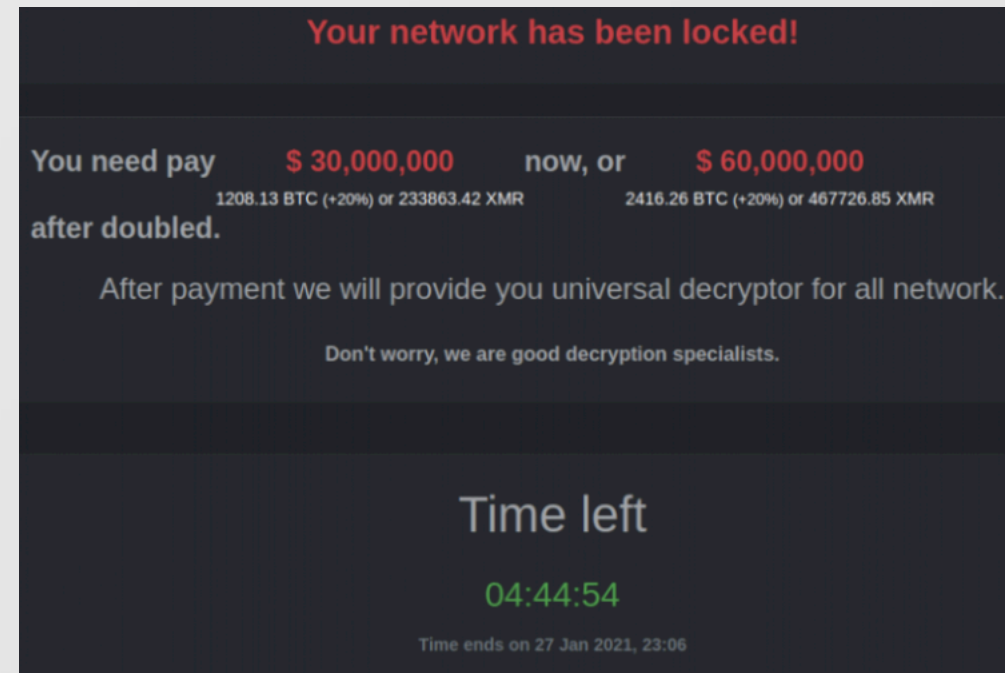 Your network has been locked!
You need pay $ 30,000,000 now, or $ 60,000,000
1208.13 BTC (+20%) or 233863.42 XMR 2416.26 BTC (+20%) or 467726.85 XMR
after doubled.
After payment we will provide you universal decryptor for all network.
Don't worry, we are good decryption specialists.
Time left
04:44:54
Time ends on 27 Jan 2021, 23:06